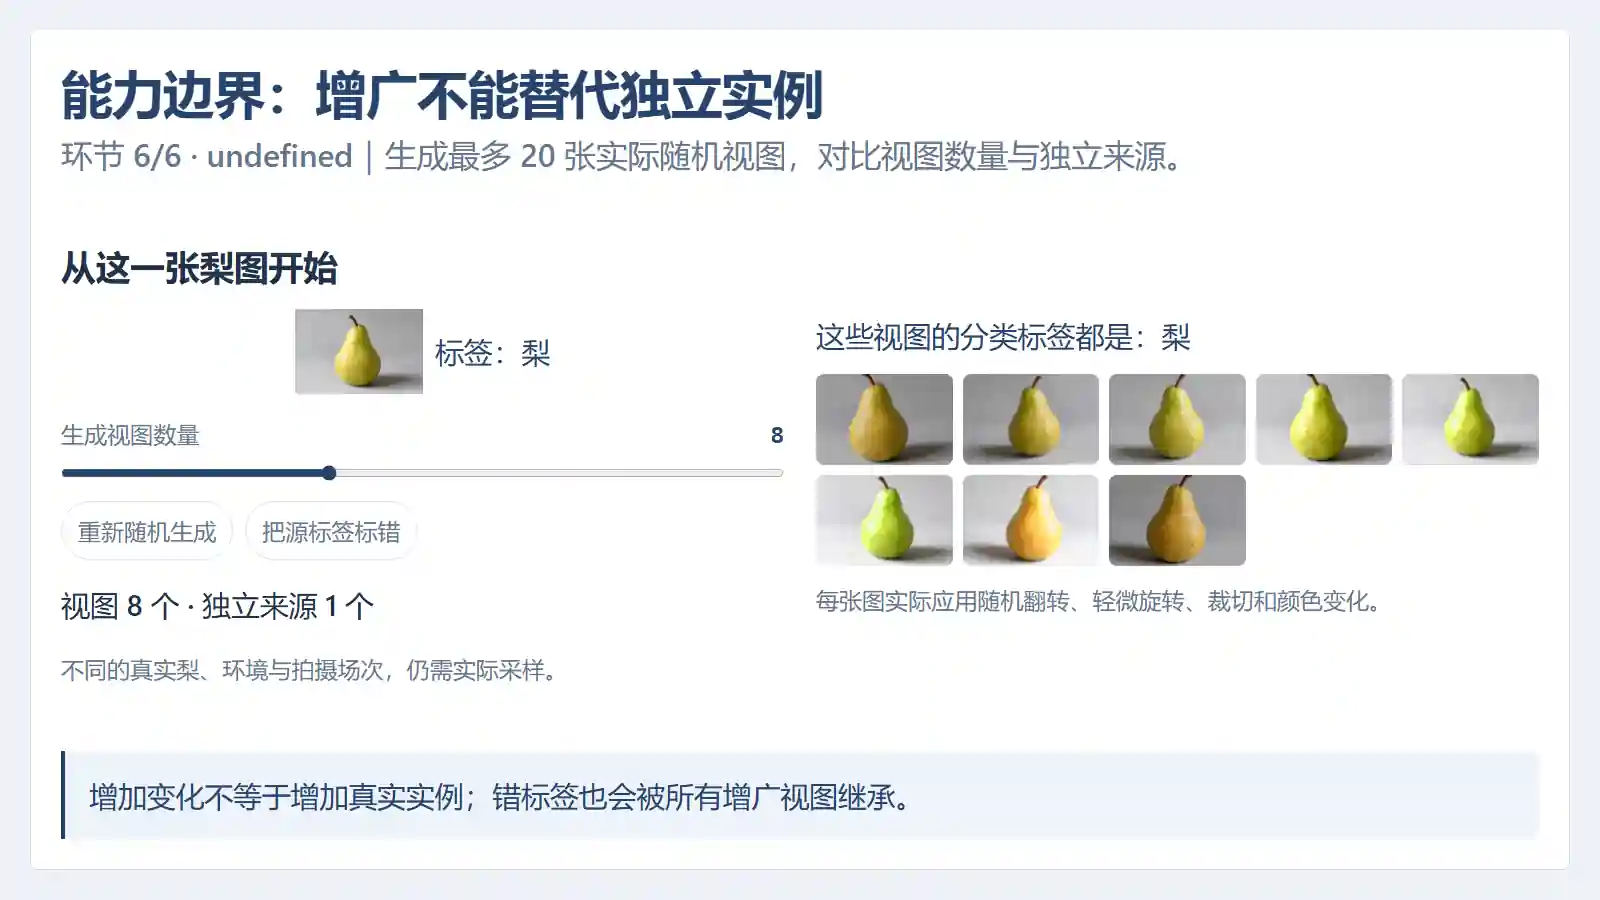 能力边界：增广不能替代独立实例
环节 6/6 · undefined｜生成最多 20 张实际随机视图，对比视图数量与独立来源。
从这一张梨图开始
标签：梨
生成视图数量
8
重新随机生成
把源标签标错
视图 8 个 · 独立来源 1 个
不同的真实梨、环境与拍摄场次，仍需实际采样。
这些视图的分类标签都是：梨
每张图实际应用随机翻转、轻微旋转、裁切和颜色变化。
增加变化不等于增加真实实例；错标签也会被所有增广视图继承。